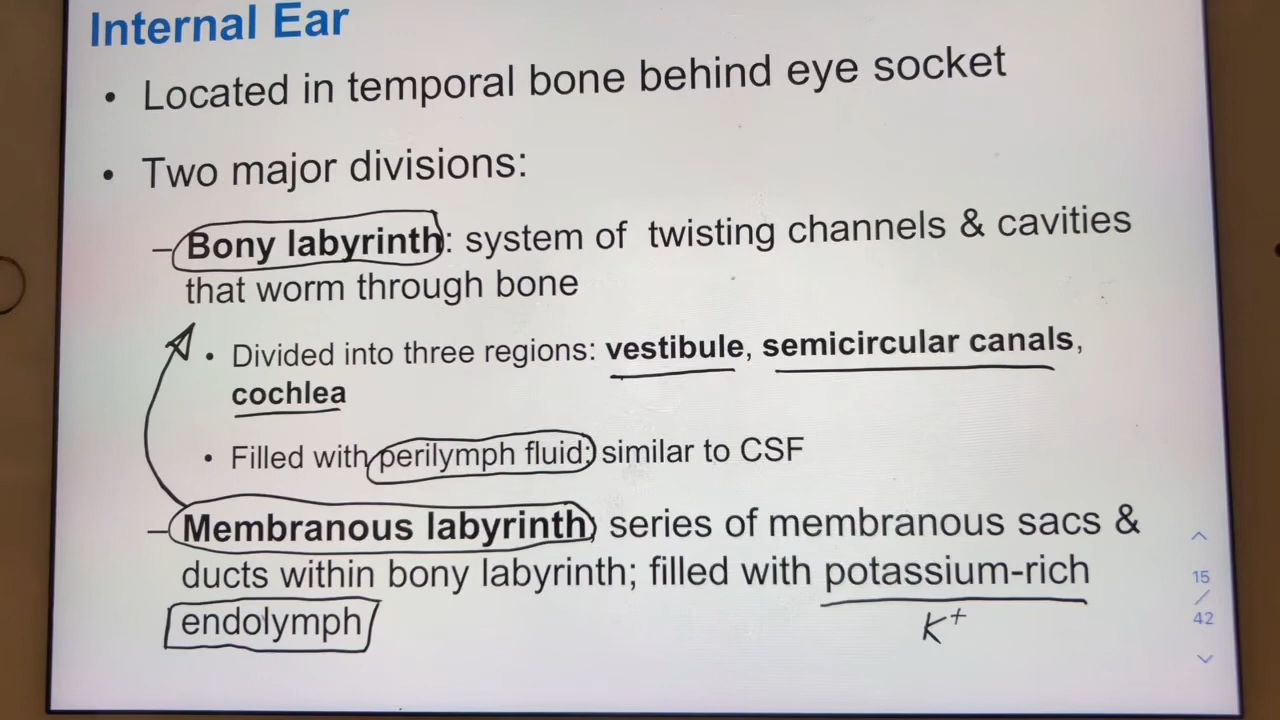 Internal Ear
• Located in temporal bone behind eye socket
• Two major divisions:
– Bony labyrinth: system of twisting channels & cavities
that worm through bone
• Divided into three regions: vestibule, semicircular canals,
cochlea
• Filled with perilymph fluid; similar to CSF
– Membranous labyrinth; series of membranous sacs &
ducts within bony labyrinth; filled with potassium-rich
endolymph
K+
15
/
42